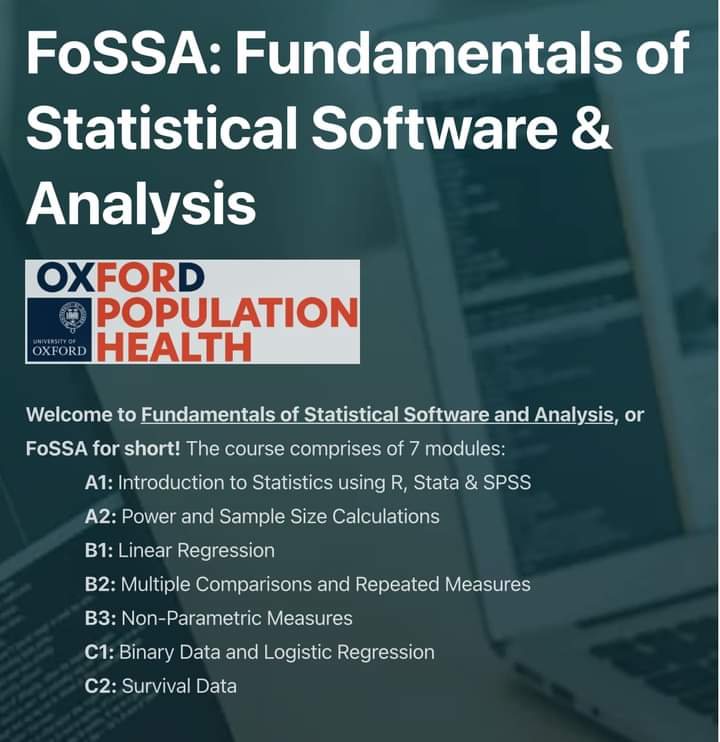 FoSSA: Fundamentals of
Statistical Software &
Analysis
OXFORD
POPULATION
HEALTH
UNIVERSITY OF
OXFORD
Welcome to Fundamentals of Statistical Software and Analysis, or
FoSSA for short! The course comprises of 7 modules:
A1: Introduction to Statistics using R, Stata & SPSS
A2: Power and Sample Size Calculations
B1: Linear Regression
B2: Multiple Comparisons and Repeated Measures
B3: Non-Parametric Measures
C1: Binary Data and Logistic Regression
C2: Survival Data